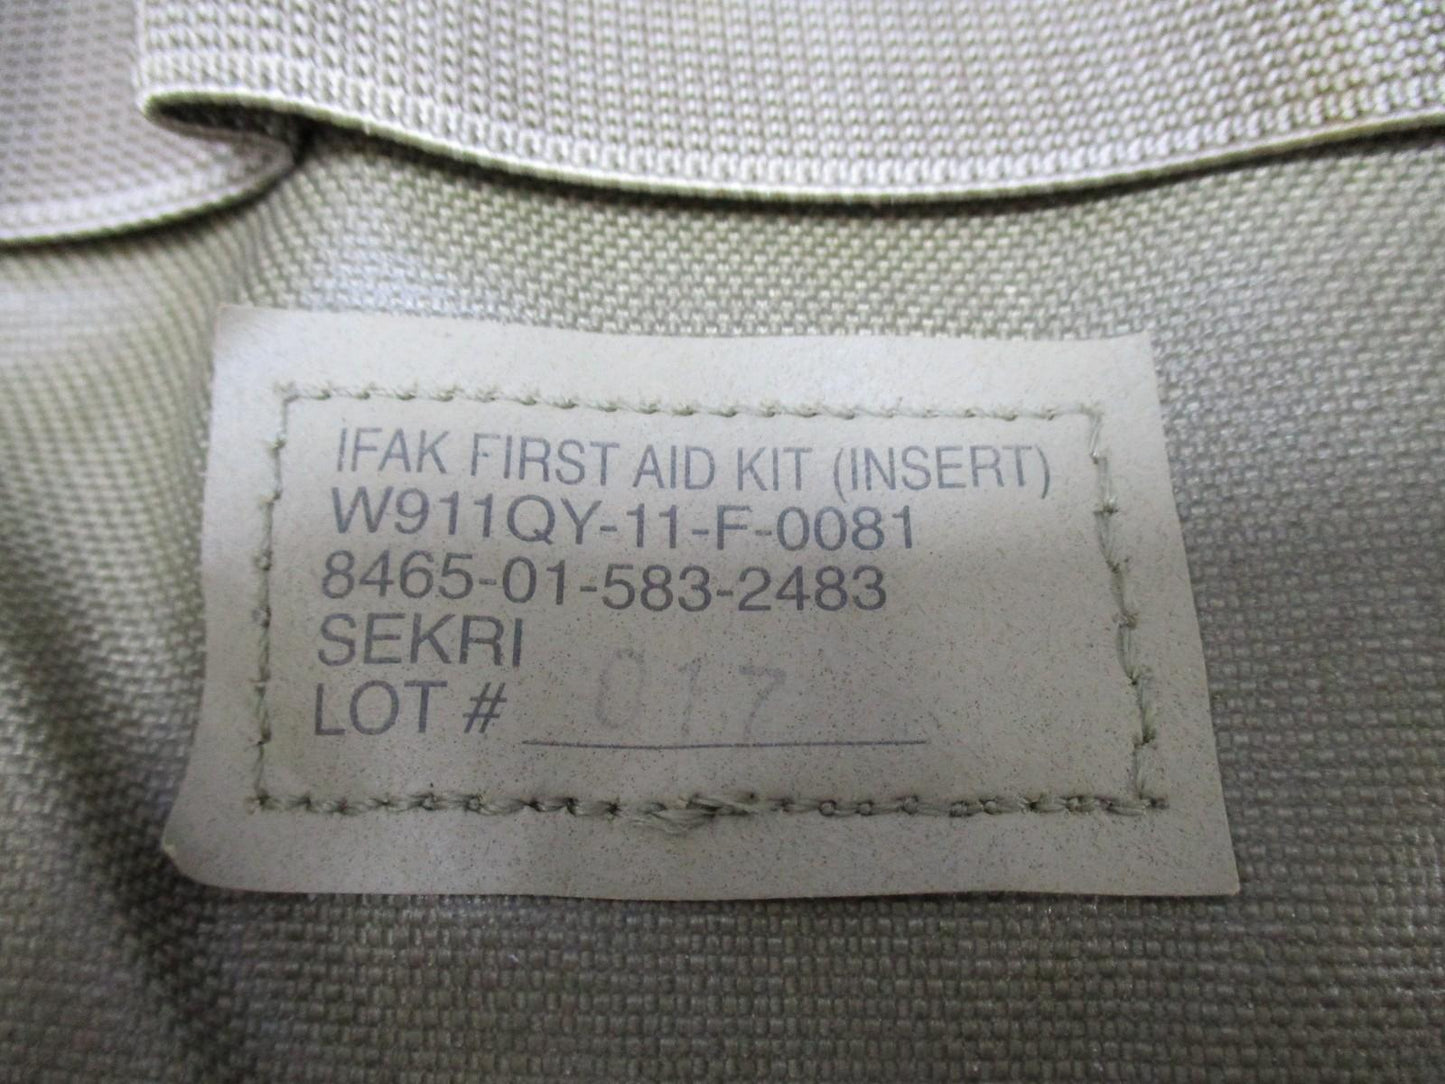 IFAK FIRST AID KIT (INSERT)
W911QY-11-F-0081
8465-01-583-2483
SEKRI
LOT # 017